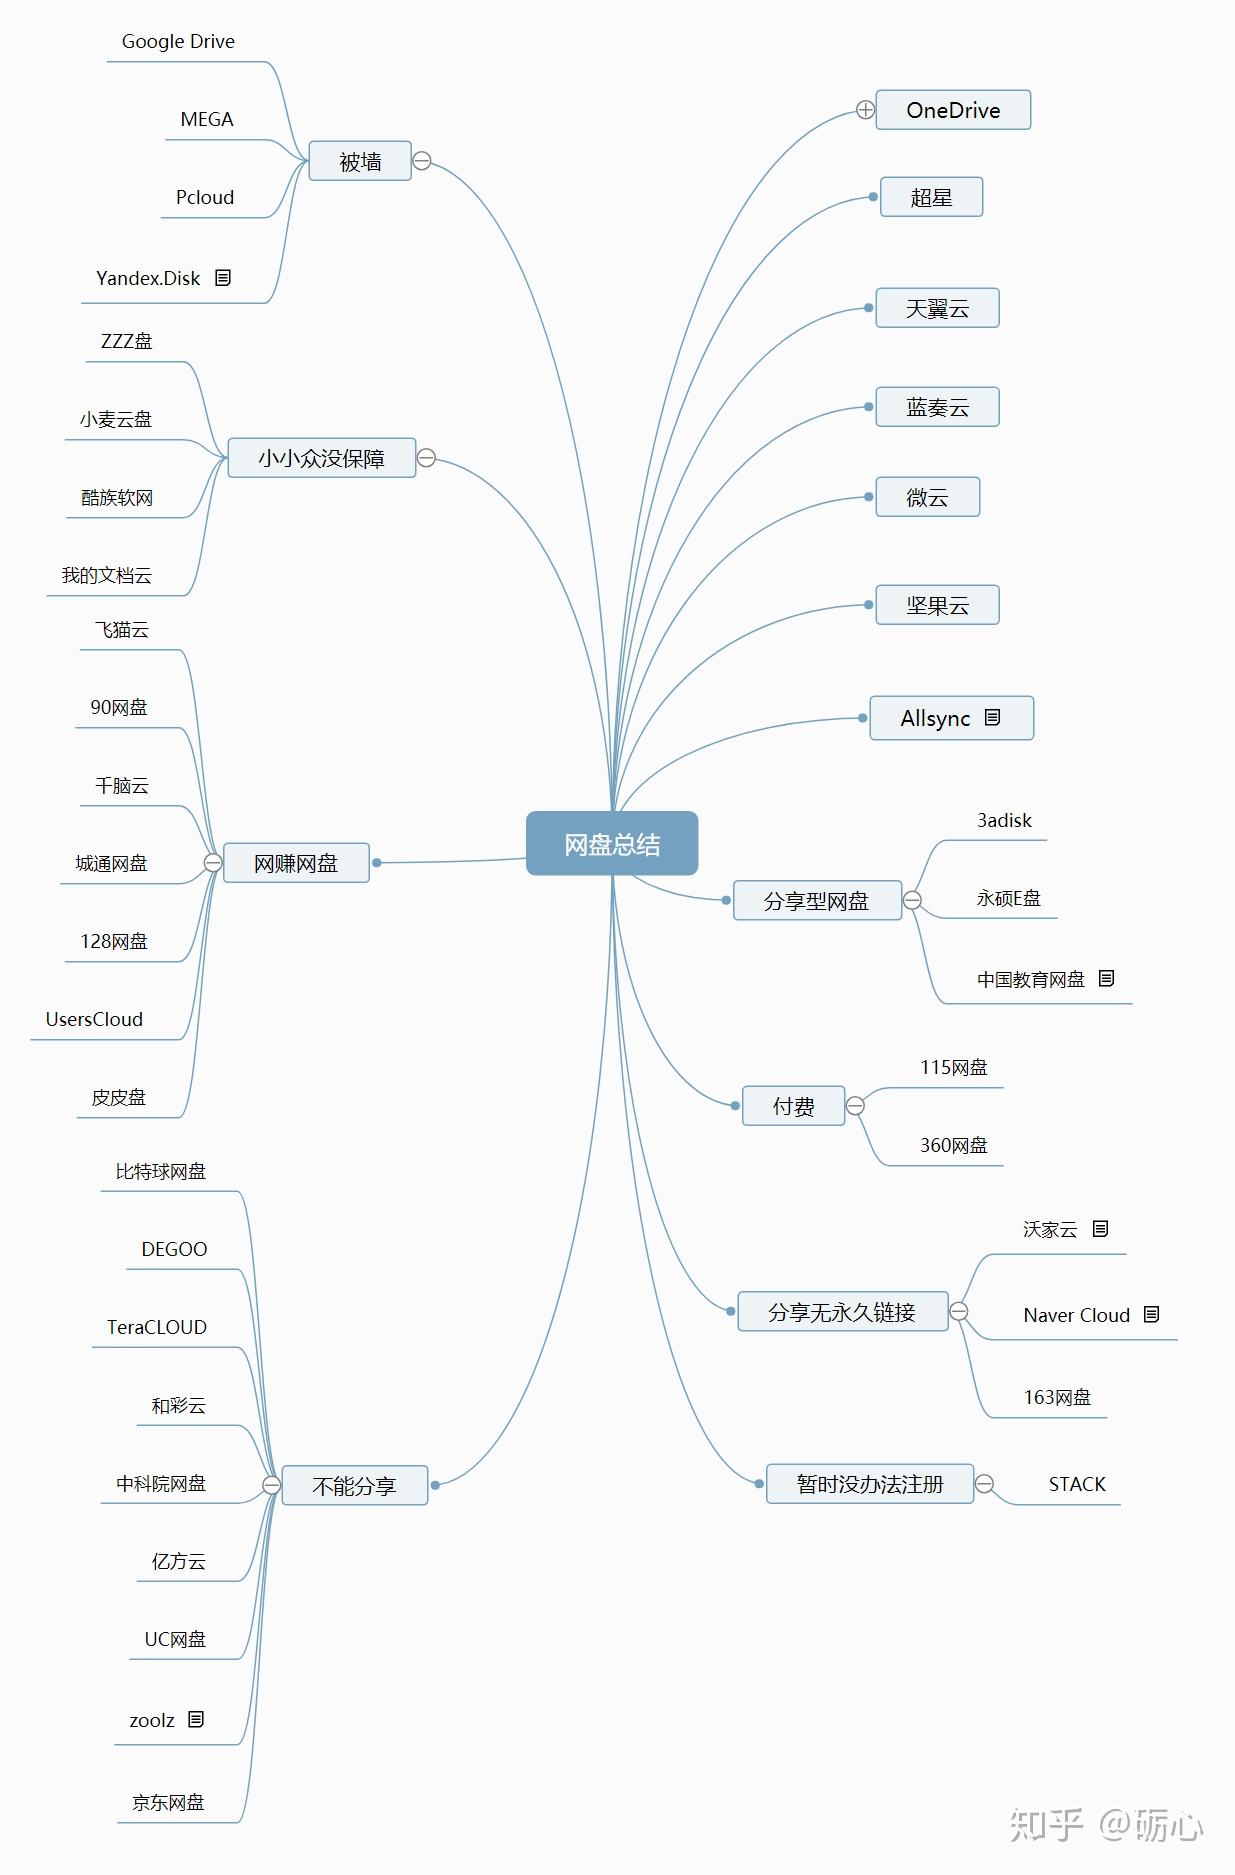 网盘总结
OneDrive
超星
天翼云
蓝奏云
微云
坚果云
Allsync
分享型网盘
3adisk
永硕E盘
中国教育网盘
付费
115网盘
360网盘
分享无永久链接
沃家云
Naver Cloud
163网盘
暂时没办法注册
STACK
被墙
Google Drive
MEGA
Pcloud
Yandex.Disk
小小众没保障
ZZZ盘
小麦云盘
酷族软网
我的文档云
网赚网盘
飞猫云
90网盘
千脑云
城通网盘
128网盘
UsersCloud
皮皮盘
不能分享
比特球网盘
DEGOO
TeraCLOUD
和彩云
中科院网盘
亿方云
UC网盘
zoolz
京东网盘
知乎 @砺心